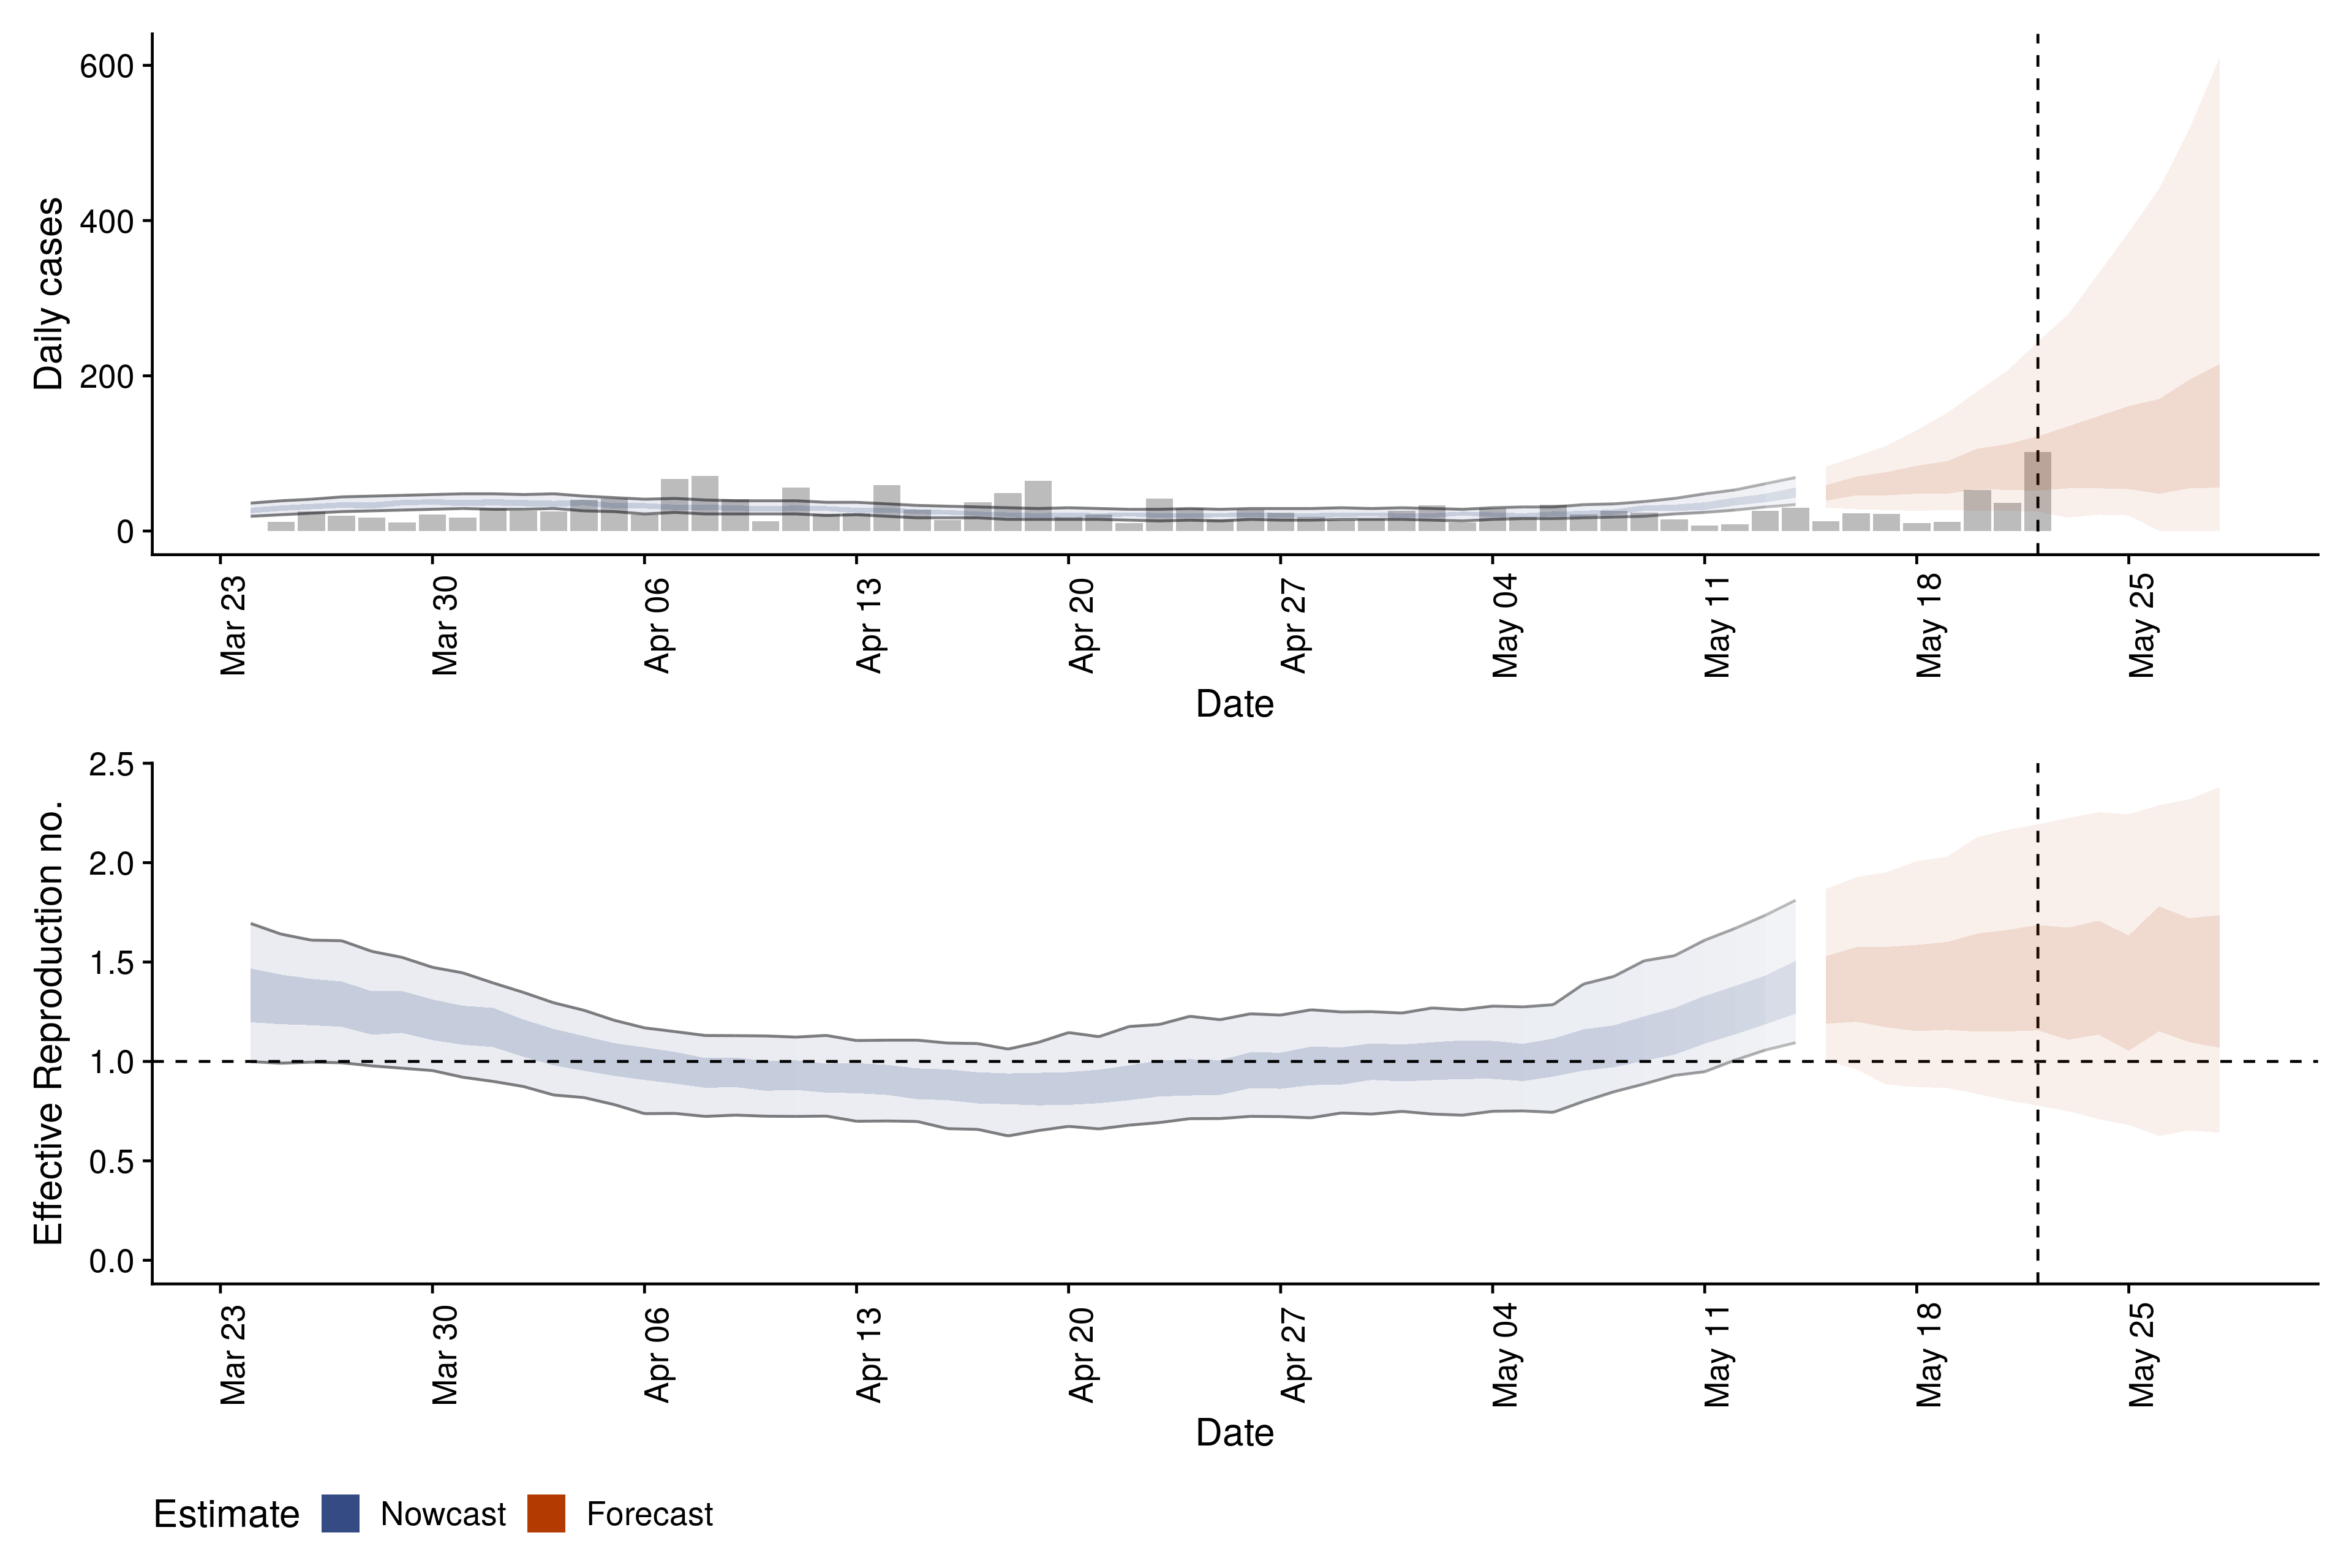 600
400
200
0
Daily cases
Mar 23
Mar 30
Apr 06
Apr 13
Apr 20
Apr 27
May 04
May 11
May 18
May 25
Date
2.5
2.0
1.5
1.0
0.5
0.0
Effective Reproduction no.
Mar 23
Mar 30
Apr 06
Apr 13
Apr 20
Apr 27
May 04
May 11
May 18
May 25
Date
Estimate Nowcast Forecast